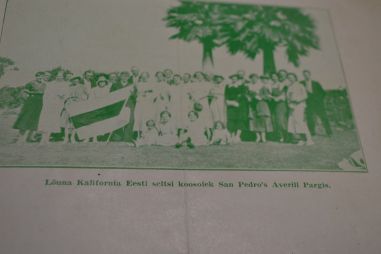 Lõuna Kalifornia Eesti seltsi koosolek San Pedro's Averill Pargis.